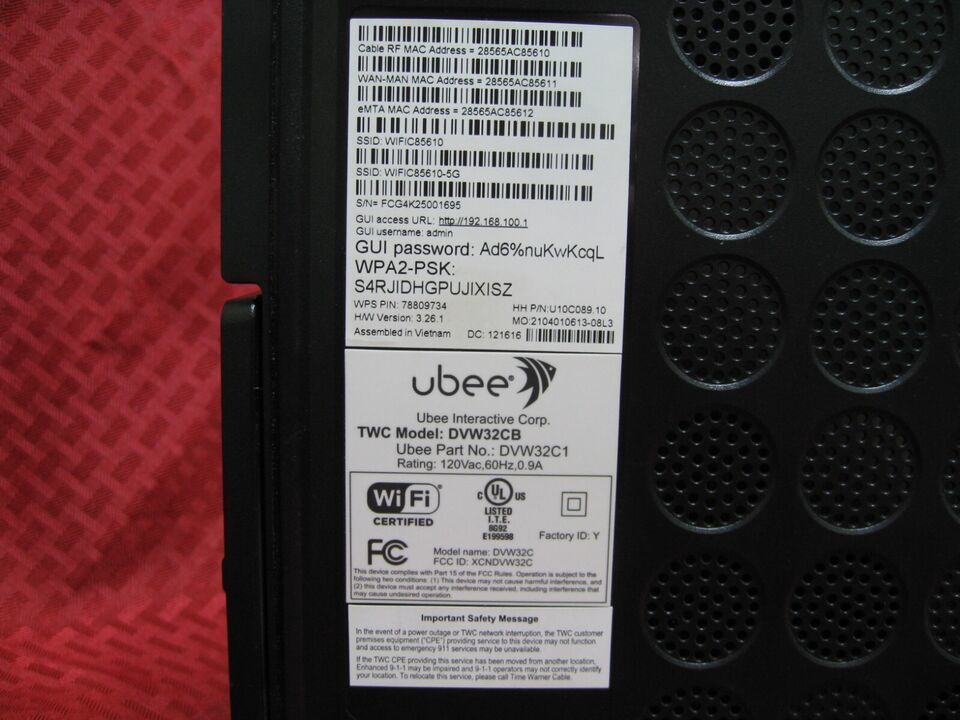 Cable RF MAC Address = 28565AC85610
WAN-MAN MAC Address = 28565AC85611
eMTA MAC Address = 28565AC85612
SSID: WIFIC85610
SSID: WIFIC85610-5G
S/N= FCG4K25001695
GUI access URL: http://192.168.100.1
GUI username: admin
GUI password: Ad6%nuKwKcqL
WPA2-PSK:
S4RJIDHGPUJIXISZ
WPS PIN: 78809734 HH P/N:U10C089.10
H/W Version: 3.26.1 MO:2104010613-08L3
Assembled in Vietnam DC: 121616
ubee®
Ubee Interactive Corp.
TWC Model: DVW32CB
Ubee Part No.: DVW32C1
Rating: 120Vac,60Hz,0.9A
Wi Fi®
CERTIFIED
C UL US
LISTED
I.T.E.
8G92
E199598
Factory ID: Y
FC
Model name: DVW32C
FCC ID: XCNDVW32C
This device complies with Part 15 of the FCC Rules. Operation is subject to the
following two conditions: (1) This device may not cause harmful interference, and
(2) this device must accept any interference received, including interference that
may cause undesired operation.
Important Safety Message
In the event of a power outage or TWC network interruption, the TWC customer
premises equipment ("CPE") providing service to this device may not function
and access to emergency 911 services may be unavailable.
If the TWC CPE providing this service has been moved from another location,
Enhanced 9-1-1 may be impaired and 9-1-1 operators may not correctly identify
your location. To relocate this service, please call Time Warner Cable.